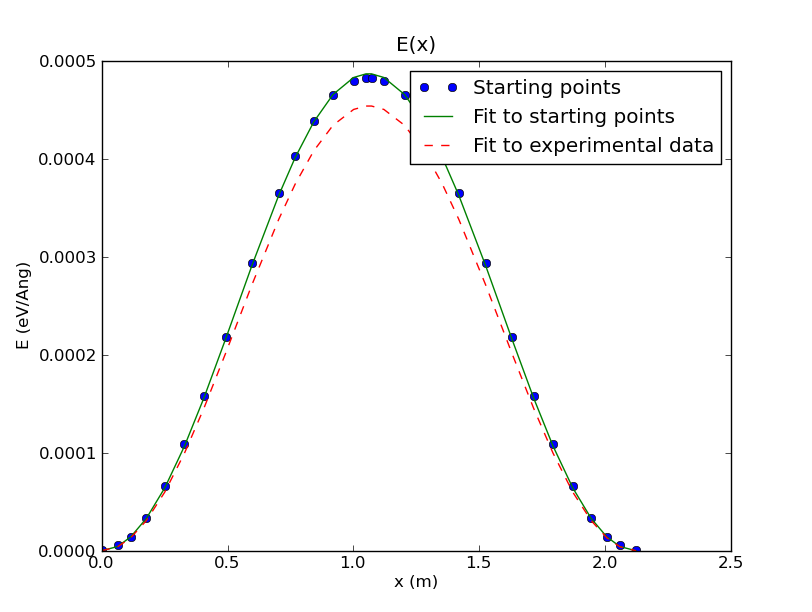 E(x)
Starting points
Fit to starting points
Fit to experimental data
E (eV/Ang)
0.0005
0.0004
0.0003
0.0002
0.0001
0.0000
0.0 0.5 1.0 1.5 2.0 2.5
x (m)